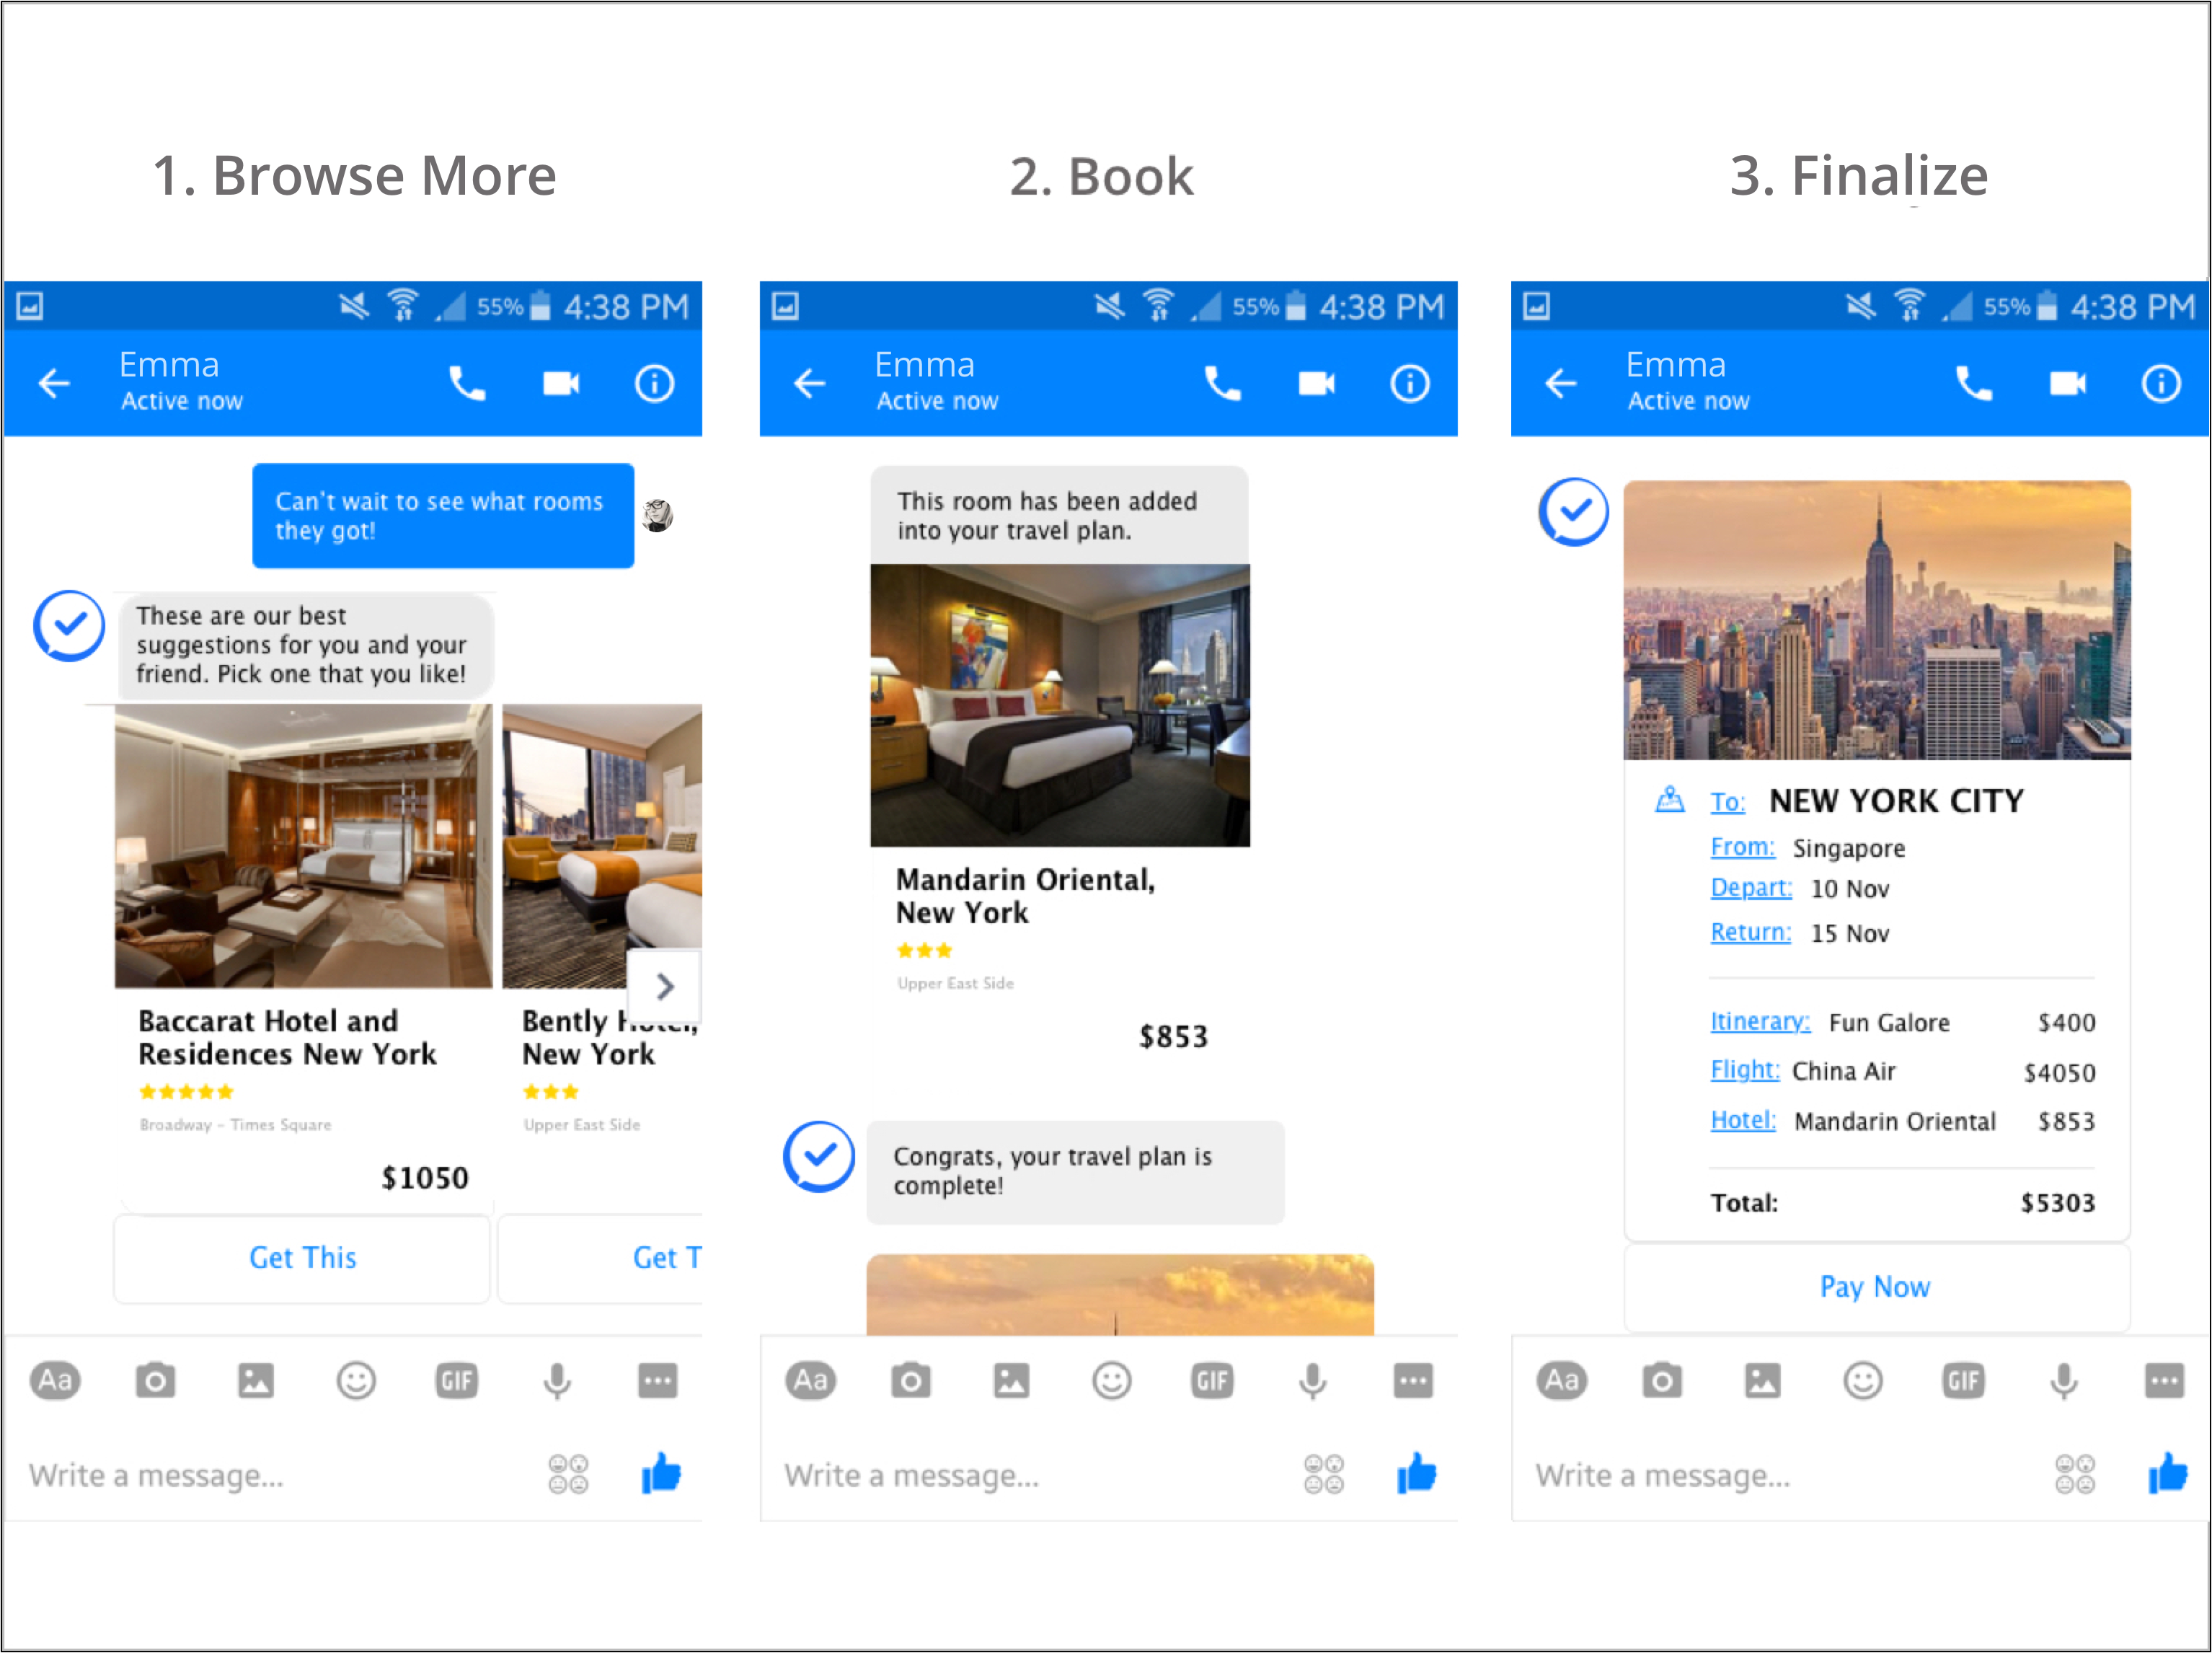 1. Browse More
55% 4:38 PM
Emma
Active now
Can't wait to see what rooms
they got!
These are our best
suggestions for you and your
friend. Pick one that you like!
Baccarat Hotel and
Residences New York
Broadway – Times Square
$1050
Get This
Bently
New York
Upper East Side
Get T
Aa
GIF
Write a message...
2. Book
55% 4:38 PM
Emma
Active now
This room has been added
into your travel plan.
Mandarin Oriental,
New York
Upper East Side
$853
Congrats, your travel plan is
complete!
Aa
GIF
Write a message...
3. Finalize
55% 4:38 PM
Emma
Active now
To: NEW YORK CITY
From: Singapore
Depart: 10 Nov
Return: 15 Nov
Itinerary: Fun Galore $400
Flight: China Air $4050
Hotel: Mandarin Oriental $853
Total: $5303
Pay Now
Aa
GIF
Write a message...